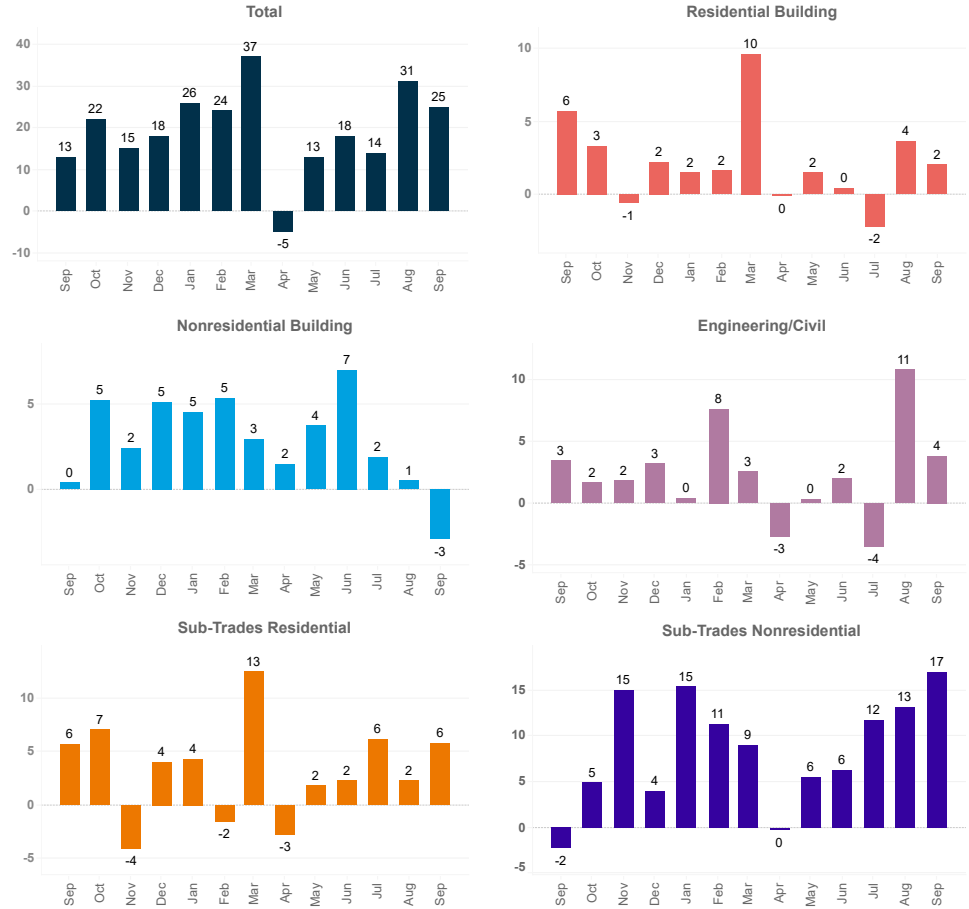 Total
40
30
20
10
0
-10
13
22
15
18
26
24
37
-5
13
18
14
31
25
Sep
Oct
Nov
Dec
Jan
Feb
Mar
Apr
May
Jun
Jul
Aug
Sep
Residential Building
10
5
0
6
3
-1
2
2
2
10
0
2
0
-2
4
2
Sep
Oct
Nov
Dec
Jan
Feb
Mar
Apr
May
Jun
Jul
Aug
Sep
Nonresidential Building
5
0
0
5
2
5
5
5
3
2
4
7
2
1
-3
Sep
Oct
Nov
Dec
Jan
Feb
Mar
Apr
May
Jun
Jul
Aug
Sep
Engineering/Civil
10
5
0
-5
3
2
2
3
0
8
3
-3
0
2
-4
11
4
Sep
Oct
Nov
Dec
Jan
Feb
Mar
Apr
May
Jun
Jul
Aug
Sep
Sub-Trades Residential
10
5
0
-5
6
7
-4
4
4
-2
13
-3
2
2
6
2
6
Sep
Oct
Nov
Dec
Jan
Feb
Mar
Apr
May
Jun
Jul
Aug
Sep
Sub-Trades Nonresidential
15
10
5
0
-5
-2
5
15
4
15
11
9
0
6
6
12
13
17
Sep
Oct
Nov
Dec
Jan
Feb
Mar
Apr
May
Jun
Jul
Aug
Sep